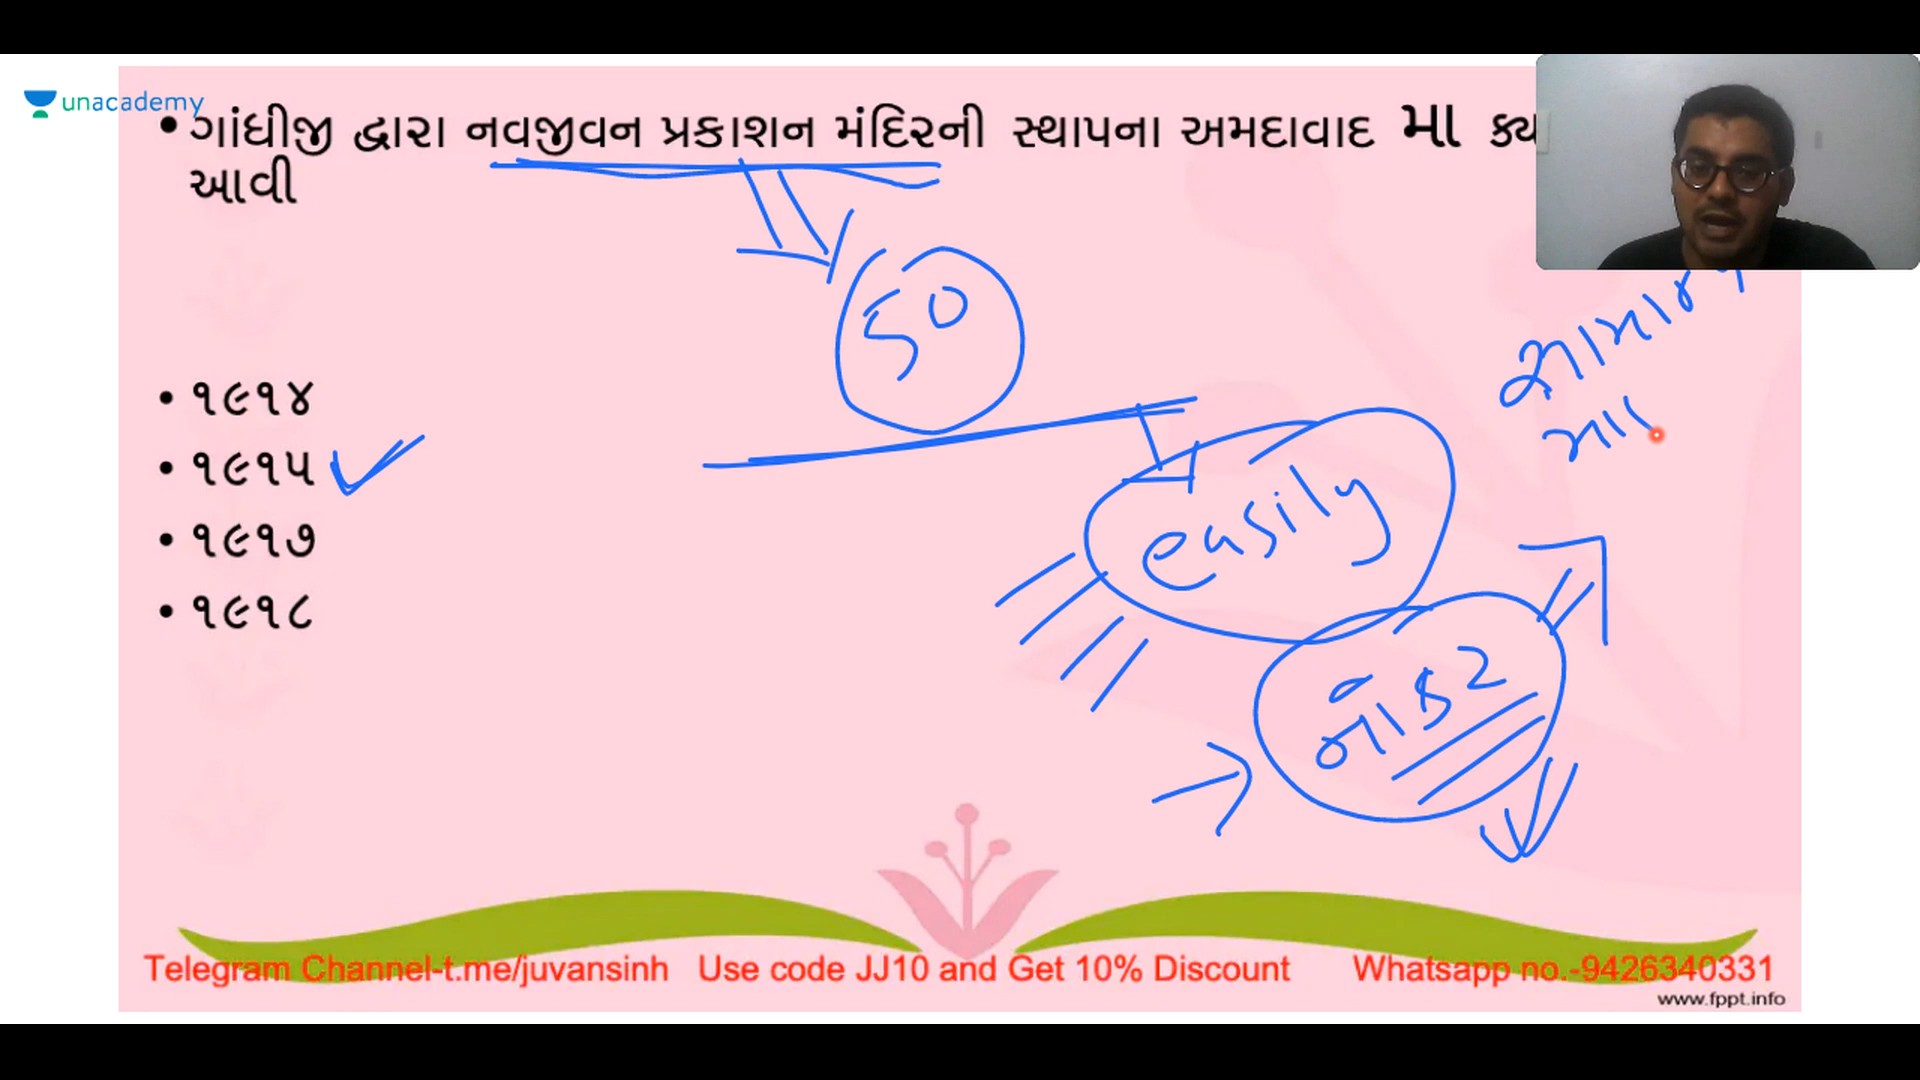 unacademy
• ગાંધીજી દ્વારા નવજીવન પ્રકાશન મંદિરની સ્થાપના અમદાવાદ મા ક્ય
આવી
50
• ૧૯૧૪
• ૧૯૧૫
• ૧૯૧૭
• ૧૯૧૮
easily
Telegram Channel-t.me/juvansinh Use code JJ10 and Get 10% Discount Whatsapp no.-9426340331
www.fppt.info